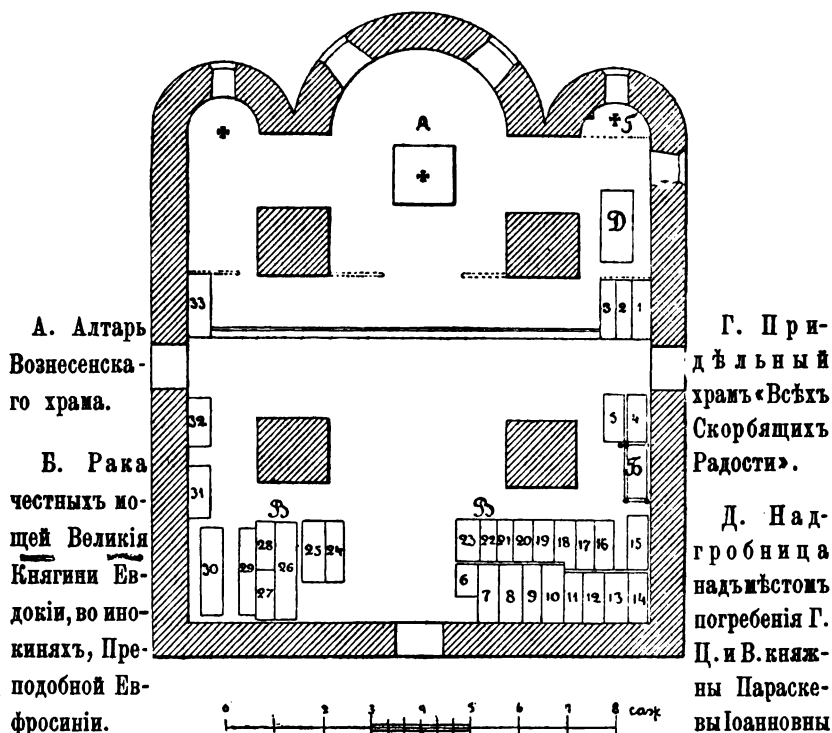 А
Г
Д
33
3 2 1
А. Алтарь
Вознесенска-
го храма.
Г. При-
дѣльный
храмъ «Всѣхъ
Скорбящихъ
Радости».
32
5 4
Б
31
Б. Рака
честныхъ мо-
щей Великія
Княгини Ев-
докіи, во ино-
киняхъ, Пре-
подобной Ев-
фросиніи.
В
В
30 29 28 27 26 25 24
23 22 21 20 19 18 17 16 15
6 7 8 9 10 11 12 13 14
Д. Над-
гробница
надъ мѣстомъ
погребенія Г.
Ц. и В. княж-
ны Параске-
вы Іоанновны
0 2 3 4 5 6 7 8 саж